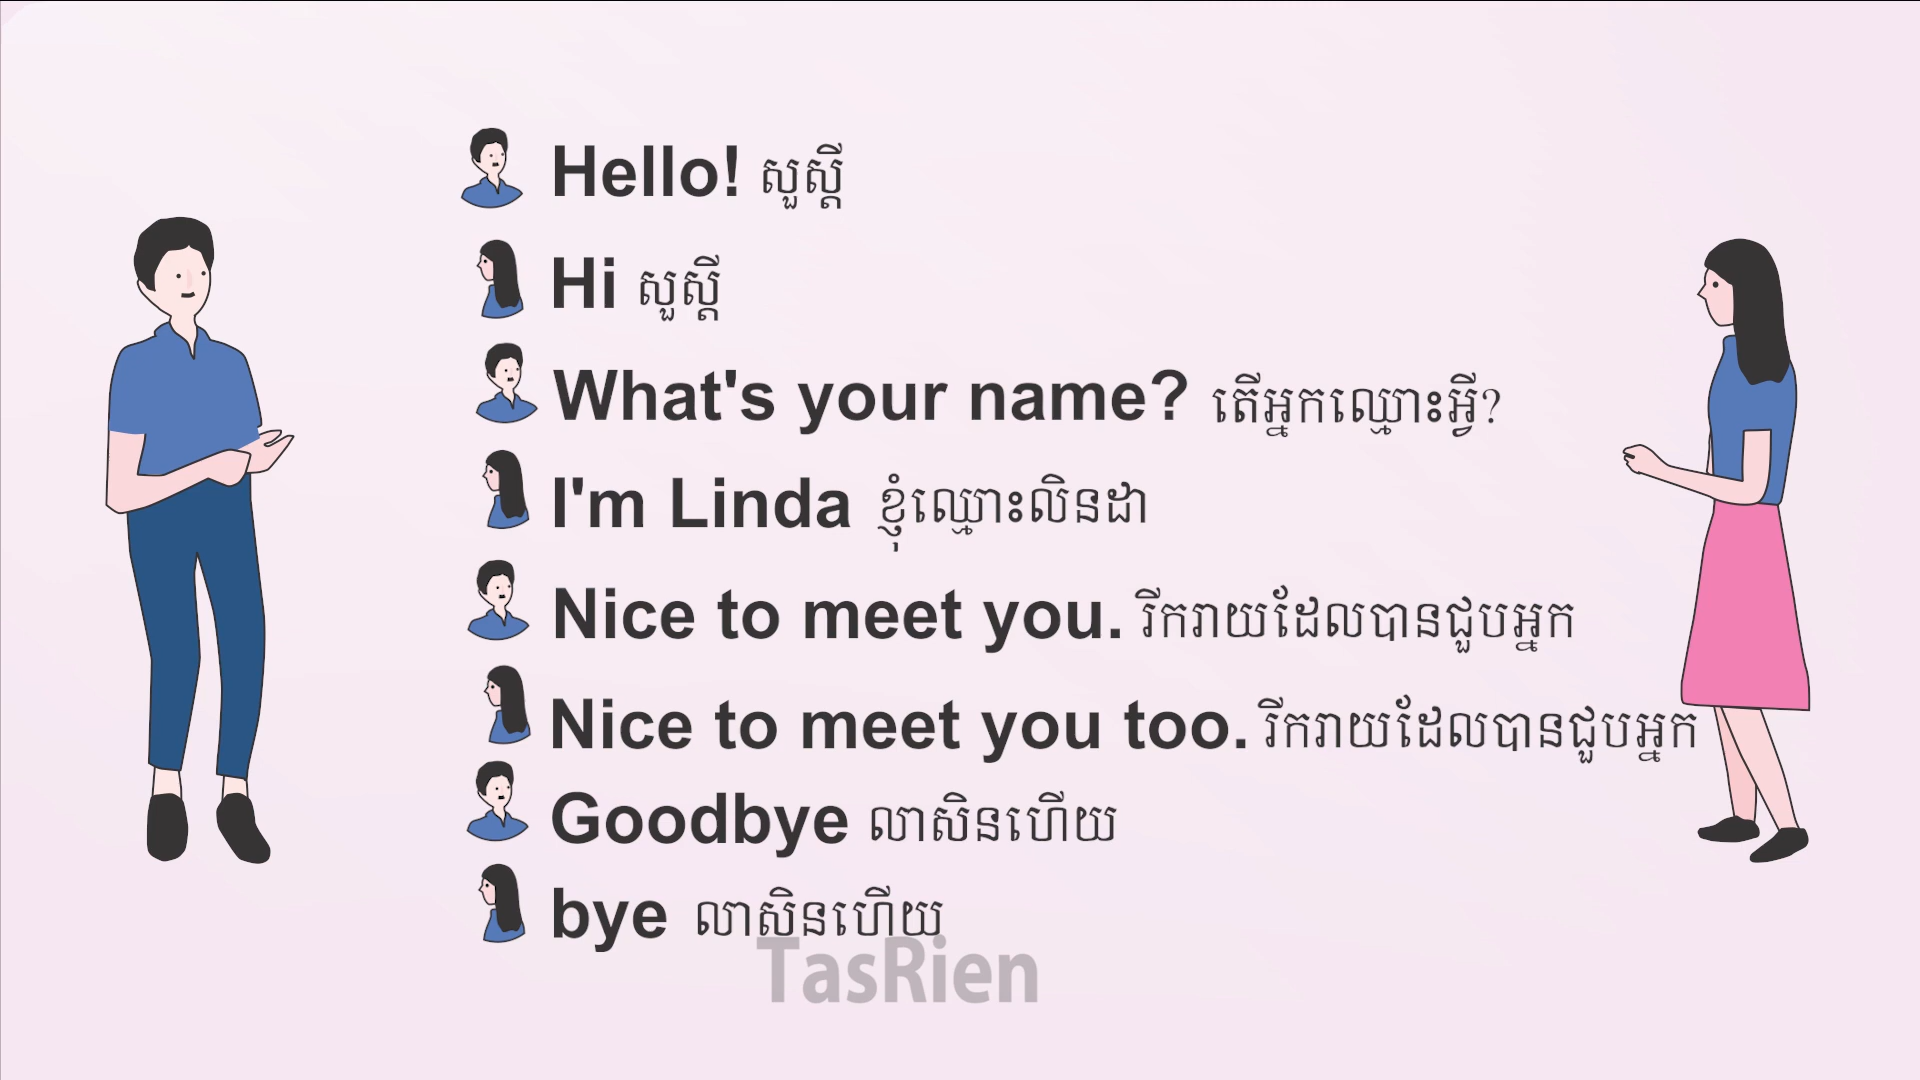 Hello! សួស្តី
Hi សួស្តី
What's your name? តើអ្នកឈ្មោះអ្វី?
I'm Linda ខ្ញុំឈ្មោះលិនដា
Nice to meet you. រីករាយដែលបានជួបអ្នក
Nice to meet you too. រីករាយដែលបានជួបអ្នក
Goodbye លាសិនហើយ
bye លាសិនហើយ
TasRien